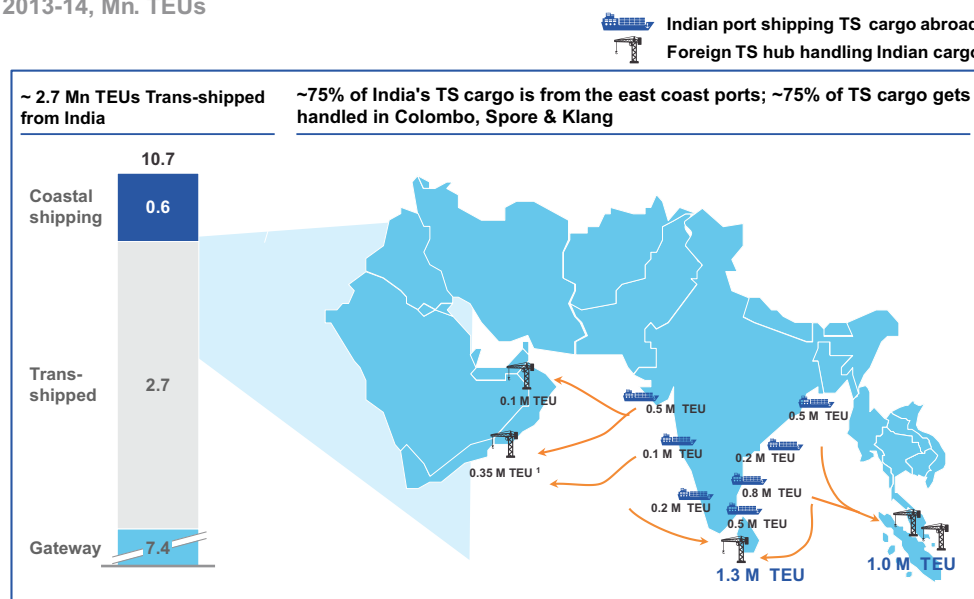 2013-14, Mn. TEUs
Indian port shipping TS cargo abroad
Foreign TS hub handling Indian cargo
~ 2.7 Mn TEUs Trans-shipped
from India
~75% of India's TS cargo is from the east coast ports; ~75% of TS cargo gets
handled in Colombo, Spore & Klang
10.7
Coastal
shipping
0.6
Trans-
shipped
2.7
Gateway
7.4
0.1 M TEU
0.35 M TEU 1
0.5 M TEU
0.1 M TEU
0.2 M TEU
0.5 M TEU
0.2 M TEU
0.8 M TEU
0.5 M TEU
1.3 M TEU
1.0 M TEU